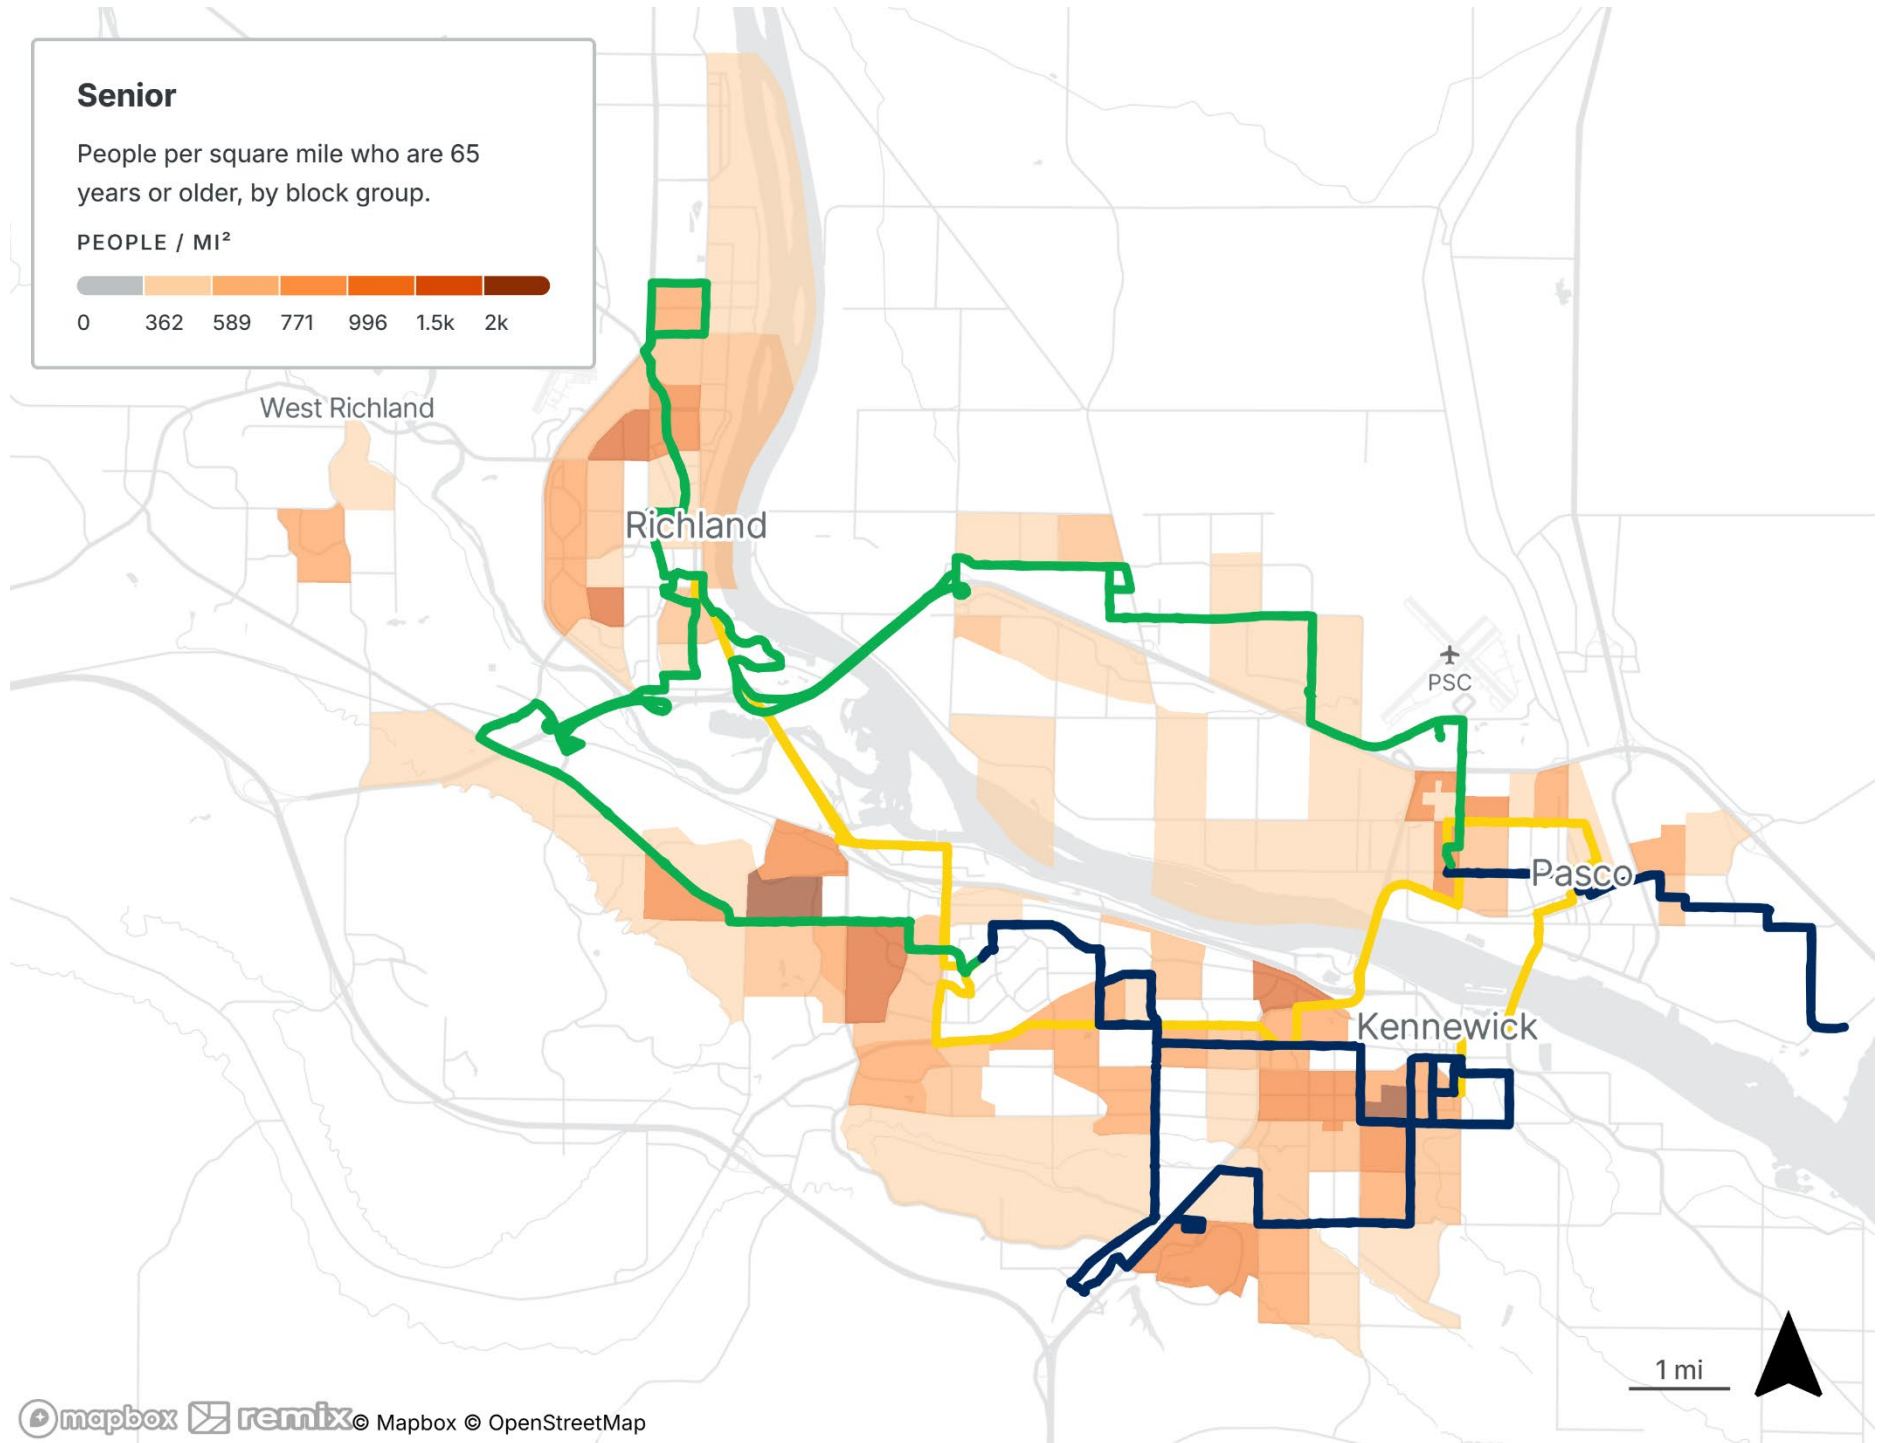 Senior
People per square mile who are 65
years or older, by block group.
PEOPLE / MI²
0 362 589 771 996 1.5k 2k
West Richland
Richland
PSC
Pasco
Kennewick
1 mi
mapbox remix © Mapbox © OpenStreetMap